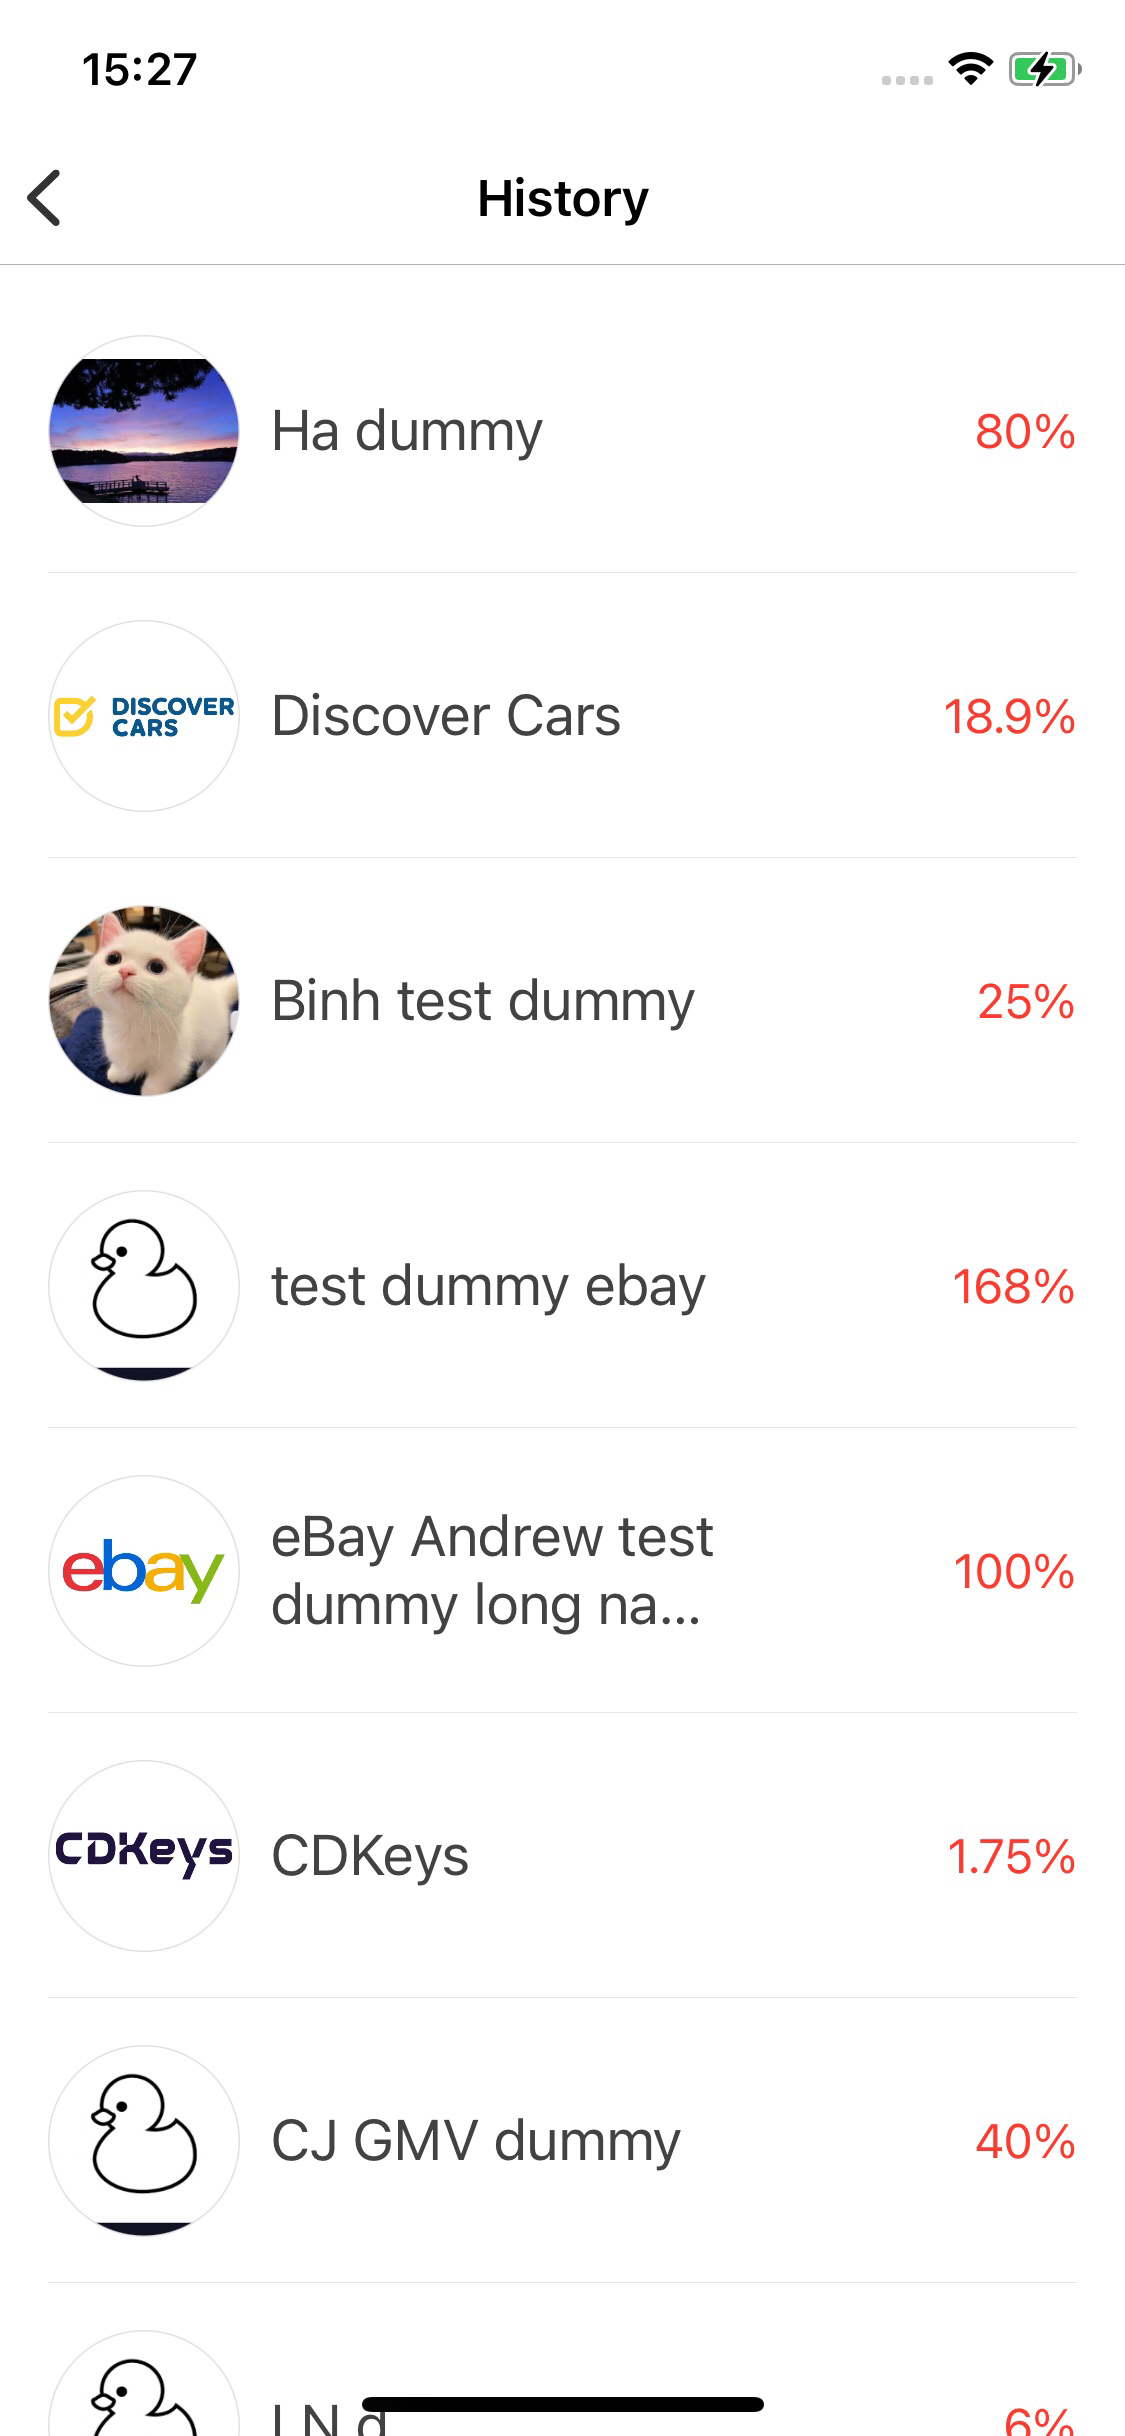 15:27
History
Ha dummy
80%
DISCOVER
CARS
Discover Cars
18.9%
Binh test dummy
25%
test dummy ebay
168%
ebay
eBay Andrew test
dummy long na...
100%
CDKeys
CDKeys
1.75%
CJ GMV dummy
40%
6%